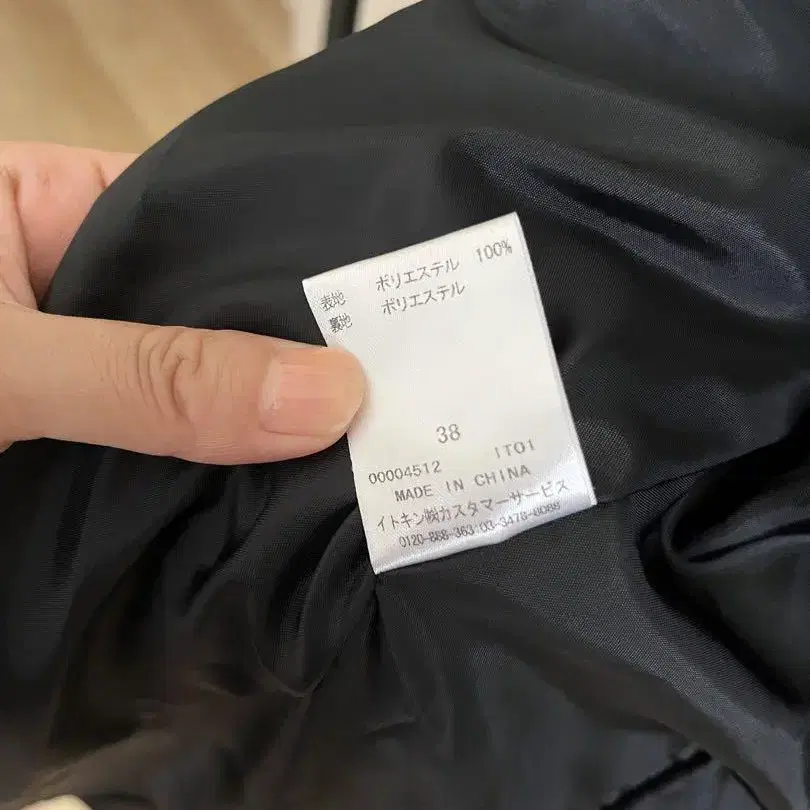 表地 ポリエステル 100%
裏地 ポリエステル
38
00004512 IT01
MADE IN CHINA
イトキン㈱カスタマーサービス
0120-888-363:03-3478-8088